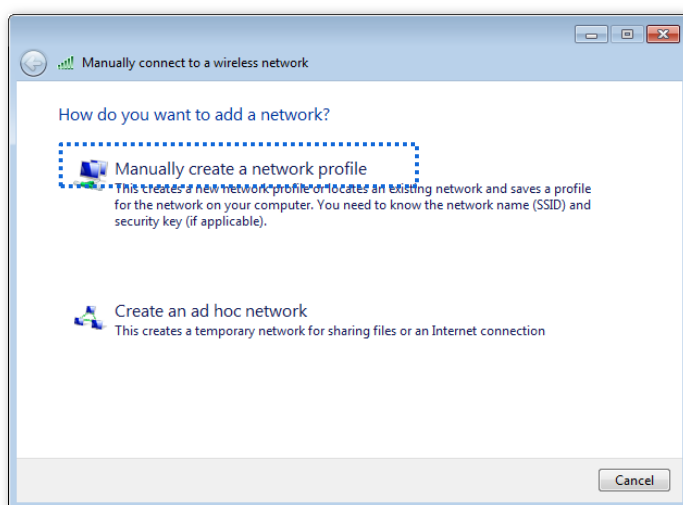 Manually connect to a wireless network
How do you want to add a network?
Manually create a network profile
This creates a new network profile or locates an existing network and saves a profile
for the network on your computer. You need to know the network name (SSID) and
security key (if applicable).
Create an ad hoc network
This creates a temporary network for sharing files or an Internet connection
Cancel